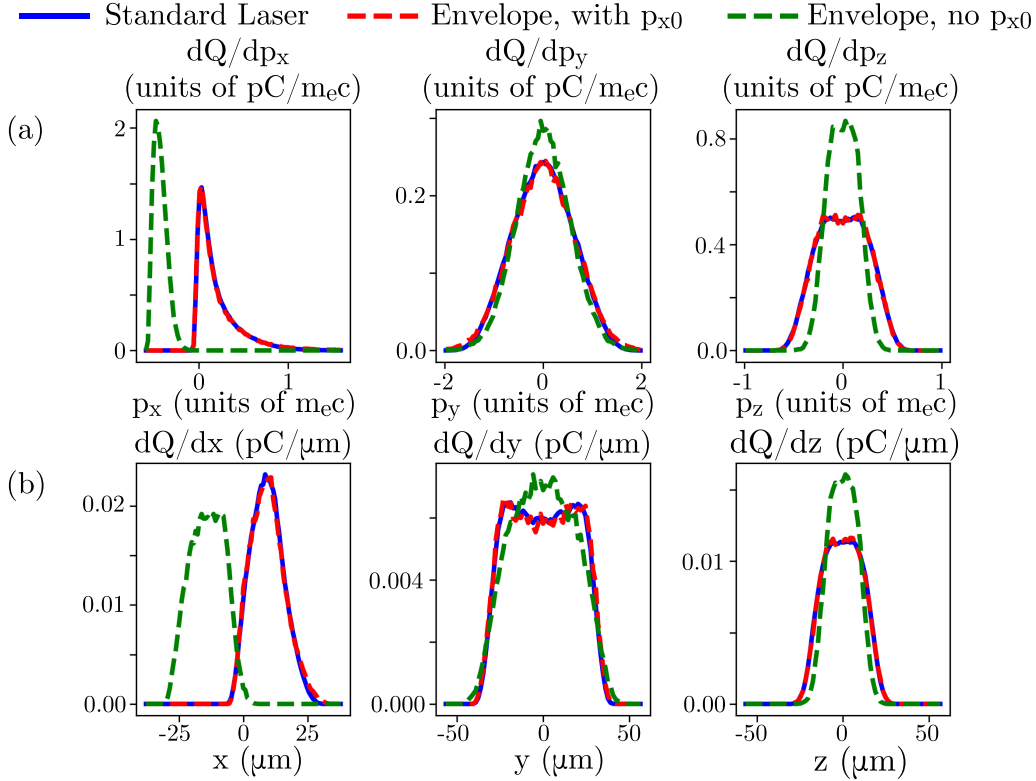 Standard Laser Envelope, with px0 Envelope, no px0
dQ/dpx dQ/dpy dQ/dpz
(units of pC/mec) (units of pC/mec) (units of pC/mec)
(a)
2
1
0
0 1
0.2
0.0
-2 0 2
0.8
0.4
0.0
-1 0 1
px (units of mec) py (units of mec) pz (units of mec)
dQ/dx (pC/μm) dQ/dy (pC/μm) dQ/dz (pC/μm)
(b)
0.02
0.01
0.00
-25 0 25
0.004
0.000
-50 0 50
0.01
0.00
-50 0 50
x (μm) y (μm) z (μm)